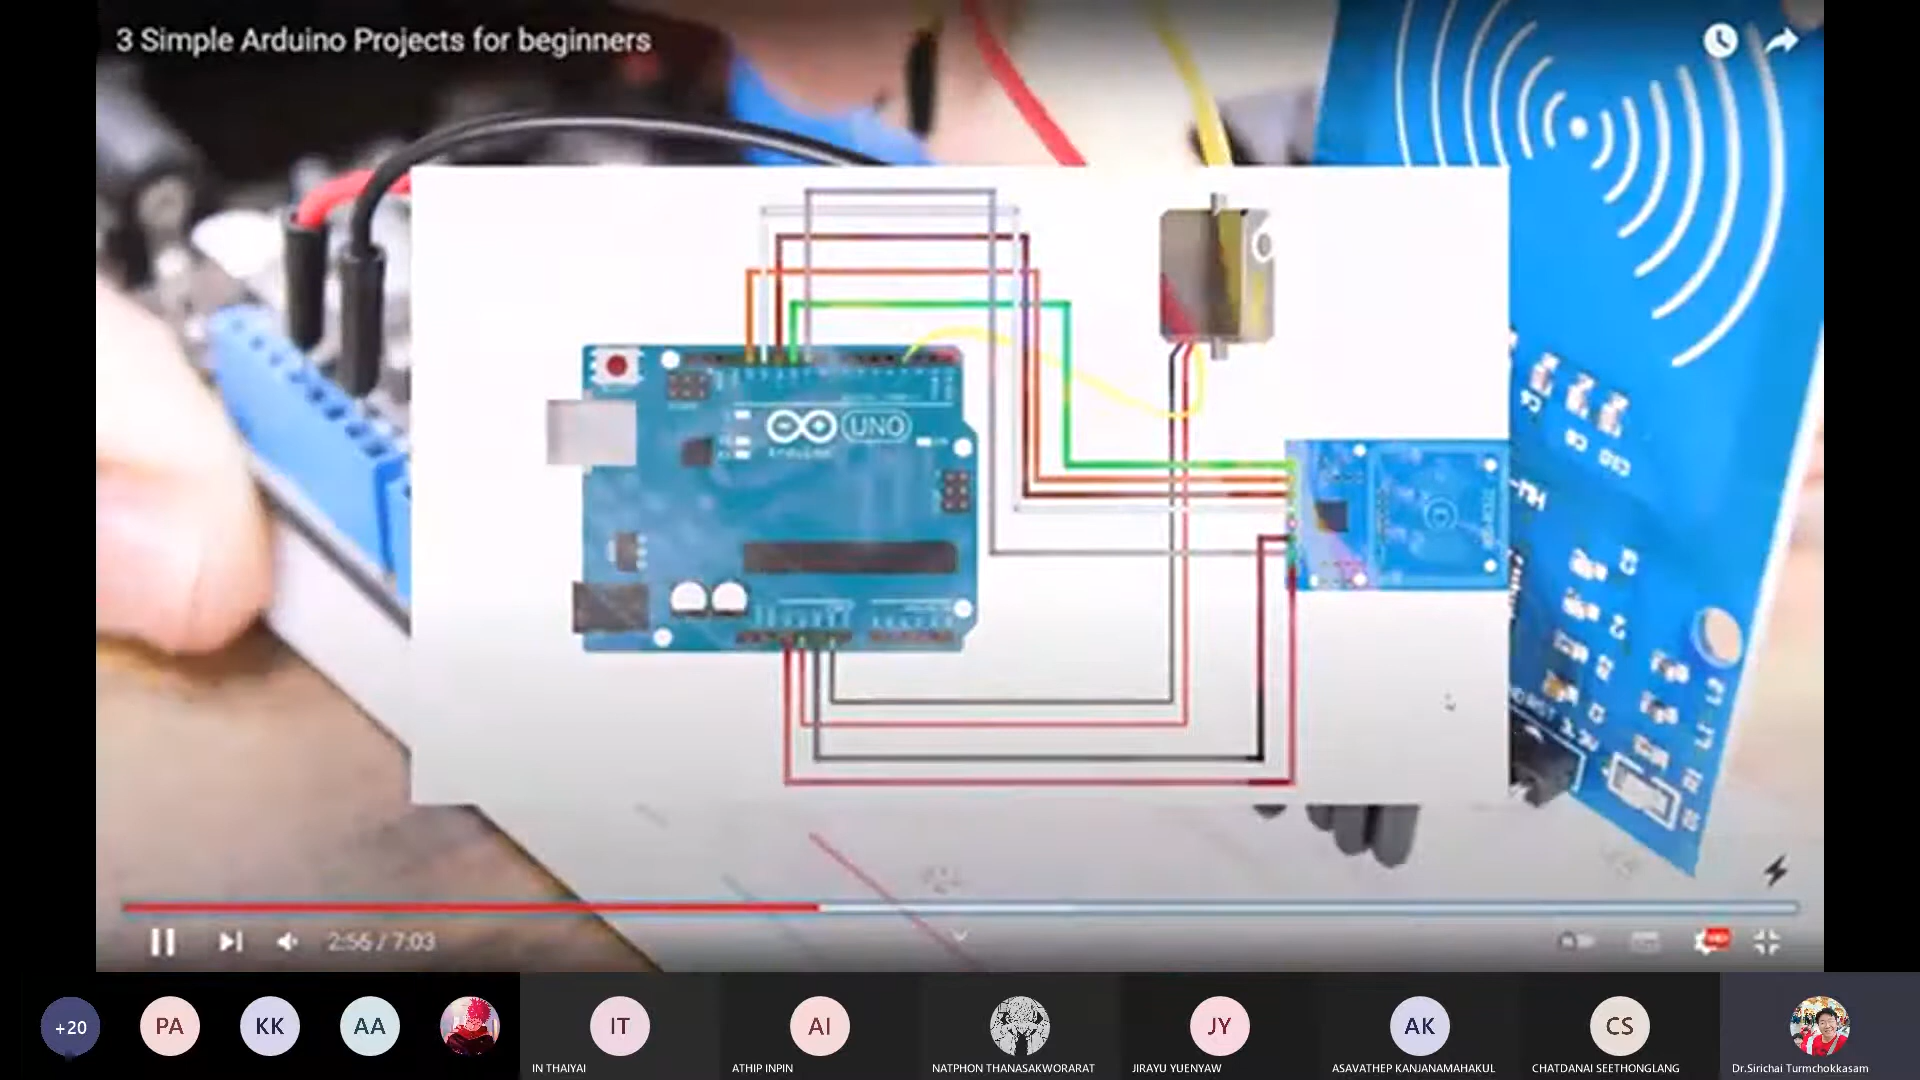 3 Simple Arduino Projects for beginners
UNO
Arduino
2:56 / 7:03
+20
PA
KK
AA
IT
AI
JY
AK
CS
IN THAIYAI
ATHIP INPIN
NATPHON THANASAKWORARAT
JIRAYU YUENYAW
ASAVATHEP KANJANAMAHAKUL
CHATDANAI SEETHONGLANG
Dr.Sirichai Turmchokkasam